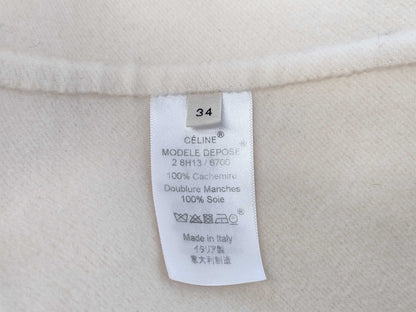 34
CÉLINE®
MODELE DEPOSE®
2 8H13 / 6705
100% Cachemire
Doublure Manches
100% Soie
Made in Italy
イタリア製
意大利制造